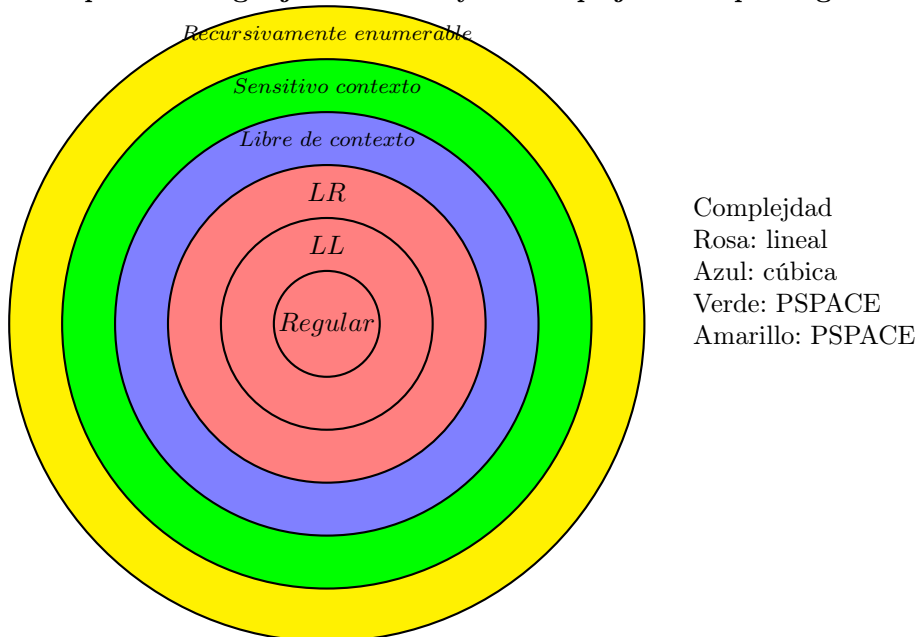 Recursivamente enumerable
Sensitivo contexto
Libre de contexto
LR
LL
Regular
Complejdad
Rosa: lineal
Azul: cúbica
Verde: PSPACE
Amarillo: PSPACE